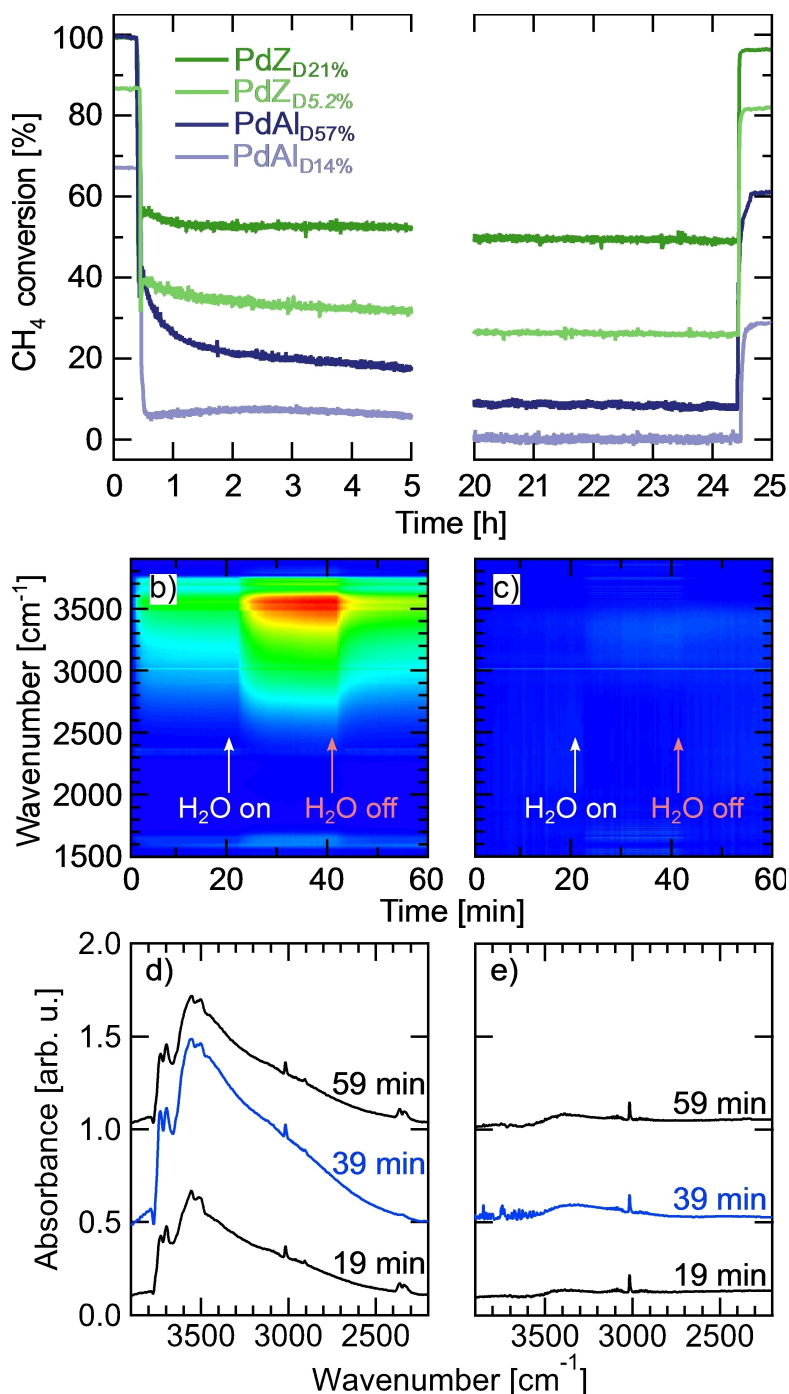 CH4 conversion [%]
100
80
60
40
20
0
PdZD21%
PdZD5.2%
PdAlD57%
PdAlD14%
0 1 2 3 4 5 20 21 22 23 24 25
Time [h]
Wavenumber [cm-1]
3500
3000
2500
2000
1500
b)
H2O on H2O off
0 20 40 60
c)
H2O on H2O off
0 20 40 60
Time [min]
Absorbance [arb. u.]
2.0
1.5
1.0
0.5
0.0
d)
59 min
39 min
19 min
3500 3000 2500
e)
59 min
39 min
19 min
3500 3000 2500
Wavenumber [cm-1]